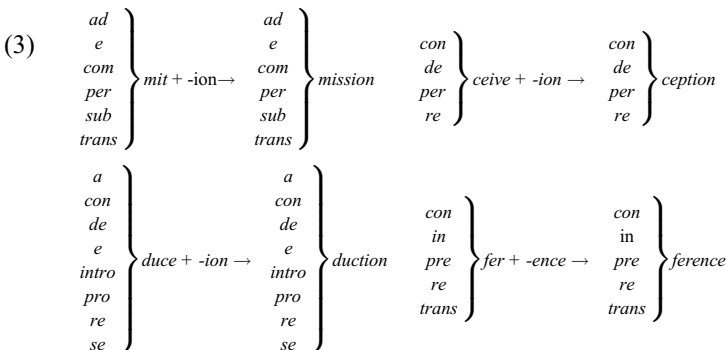 (3)
ad ad
e e con con
com mit + -ion→ com mission de ceive + -ion → de ception
per per per per
sub sub re re
trans trans
a a
con con
de de con con
e duce + -ion → e duction in fer + -ence → in ference
intro intro pre pre
pro pro re re
re re trans trans
se se